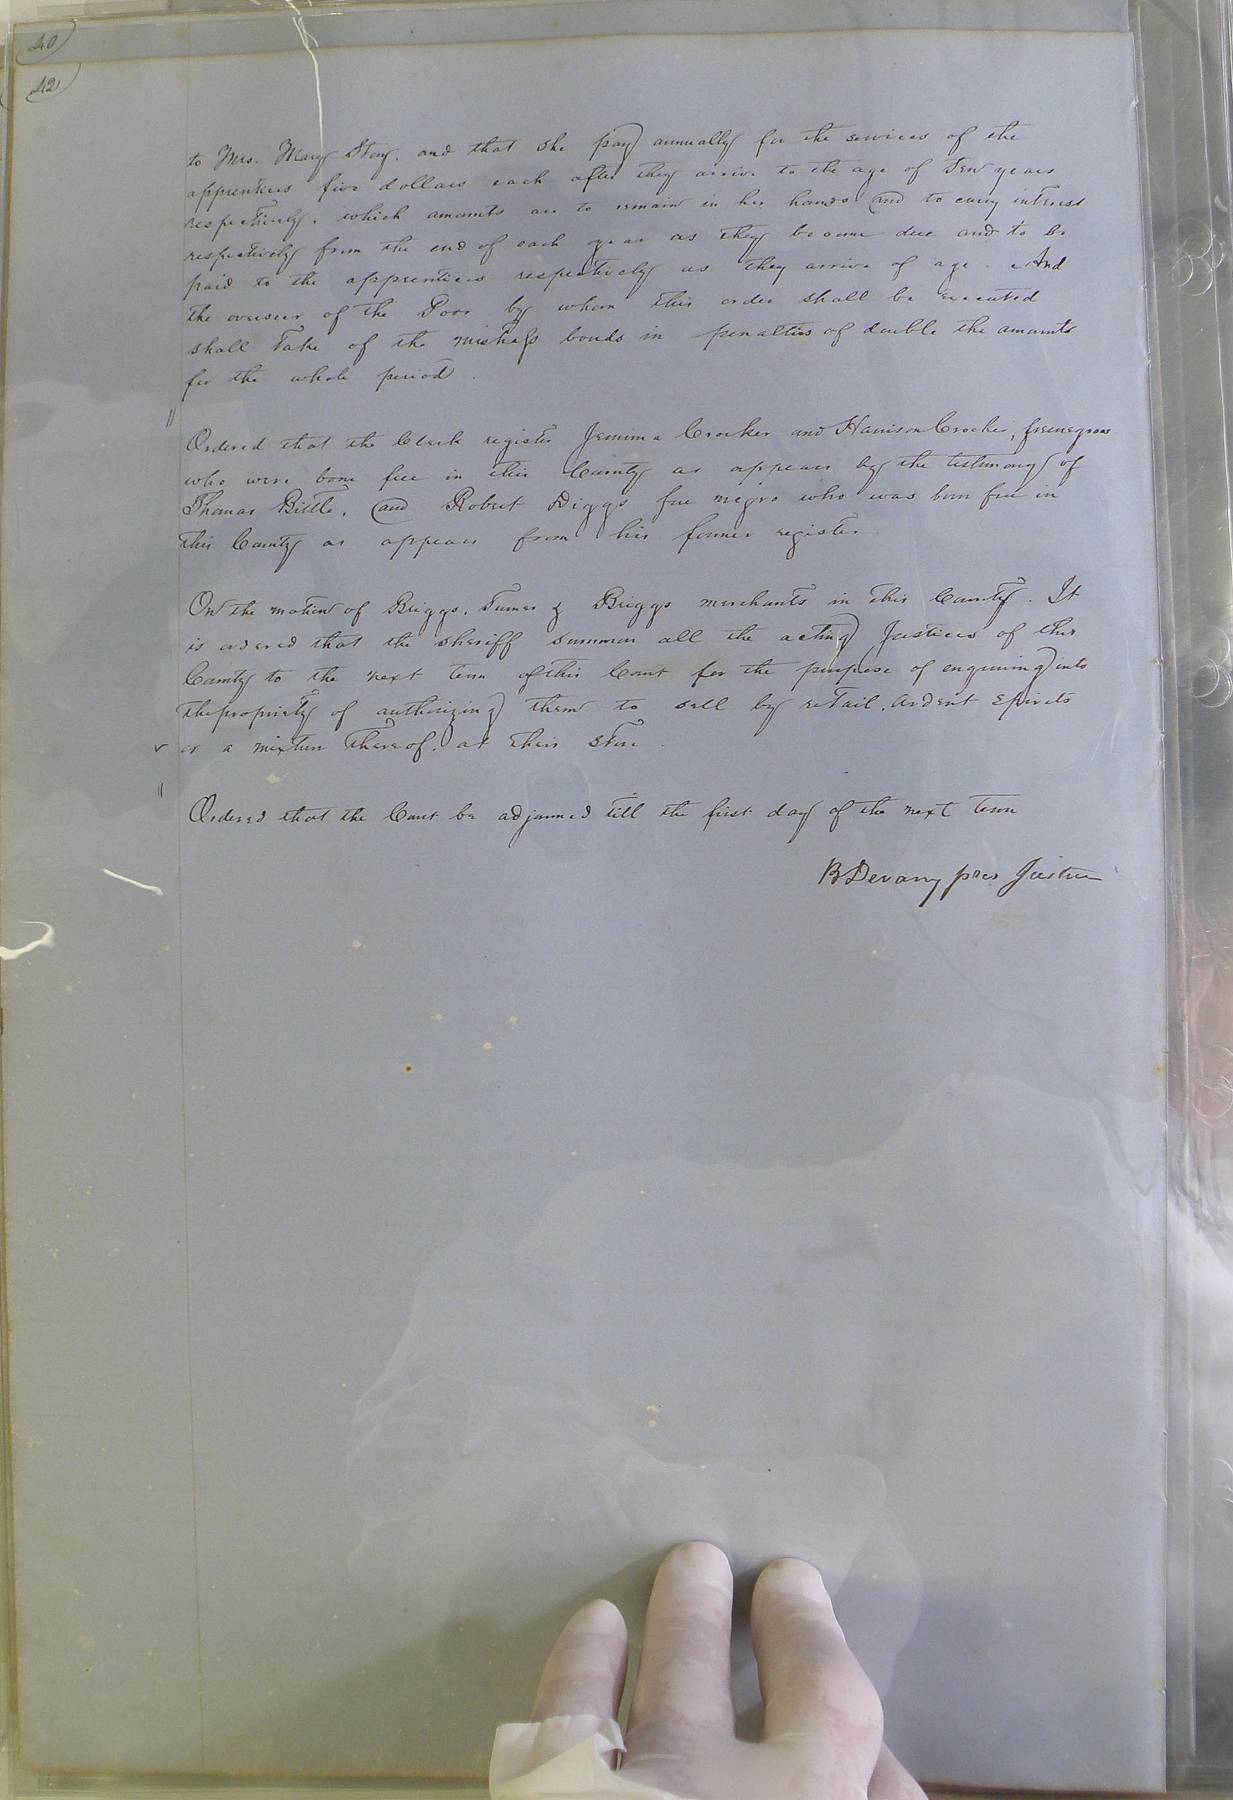 40
42
to Mrs. Mary Stey. and that she pay annually for the services of the
apprentices five dollars each after they arrive to the age of Ten years
respectively. which amounts are to remain in her hands and to carry interest
respectively from the end of each year as they became due and to be
paid to the apprentices respectively as they arrive of age. And
the overseer of the Poor by whom this order shall be executed
shall Take of the mistress bonds in penalties of double the amounts
for the whole period.
Ordered that the Clerk register Jemima Crocker and Harrison Crocker, free negroes
who were born free in this County as appears by the testimony of
Thomas Bittle, and Robert Diggs free negro who was born free in
this County as appears from his former register
On the motion of Briggs, Turner & Briggs merchants in this County. It
is ordered that the sheriff summon all the acting Justices of this
County to the next term of this Court for the purpose of enquiring into
the propriety of authorizing them to sell by retail, ardent spirits
or a mixture thereof, at their store.
Ordered that the Court be adjourned till the first day of the next term
B Devany pres Justice